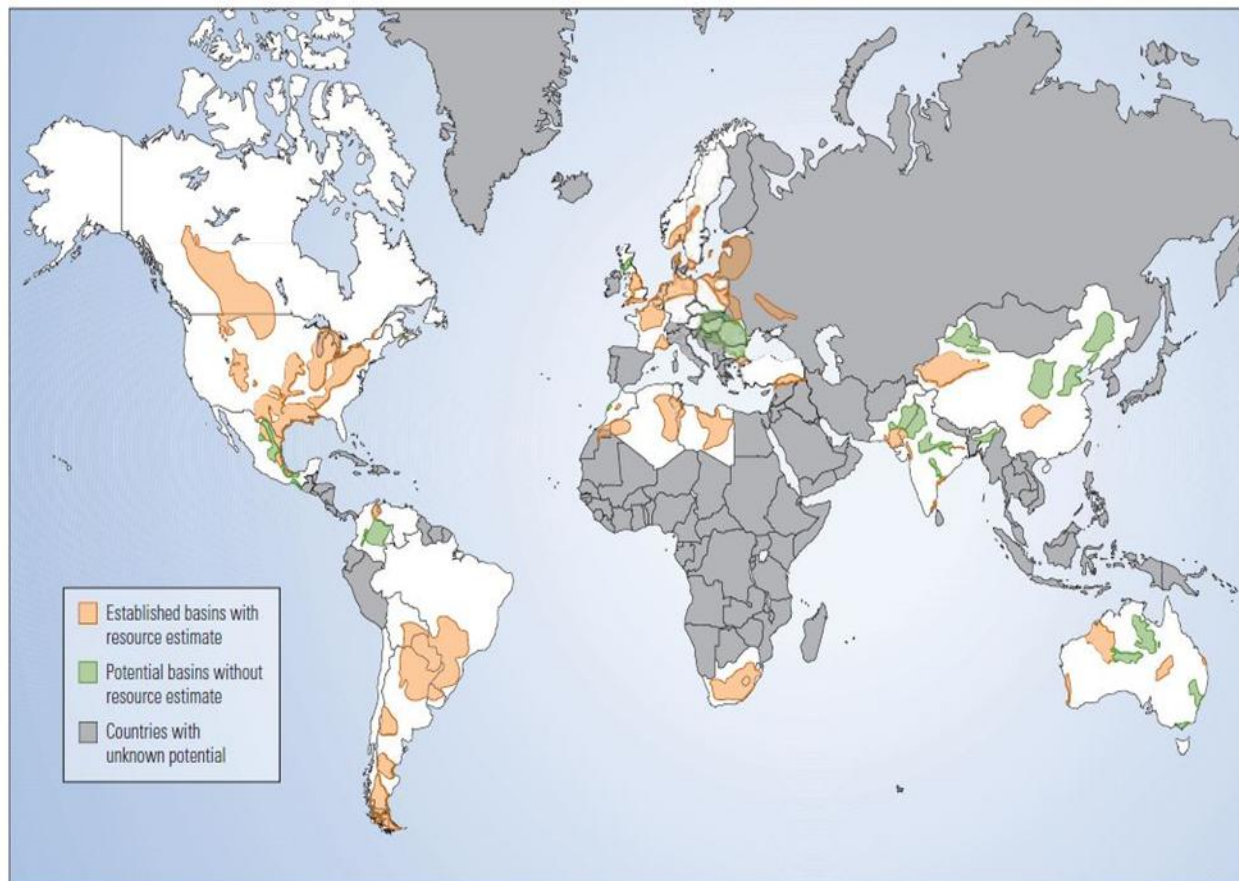 Established basins with
resource estimate
Potential basins without
resource estimate
Countries with
unknown potential